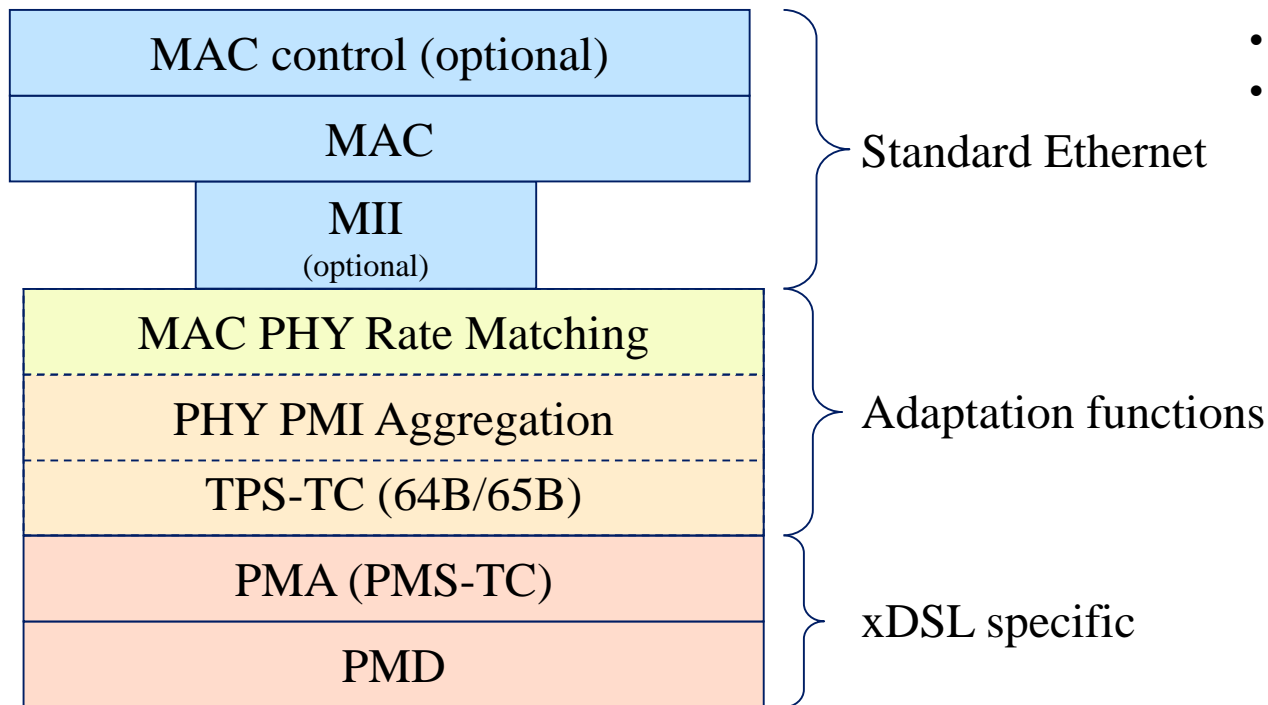 MAC control (optional)
MAC
Standard Ethernet
MII
(optional)
MAC PHY Rate Matching
PHY PMI Aggregation
Adaptation functions
TPS-TC (64B/65B)
PMA (PMS-TC)
xDSL specific
PMD